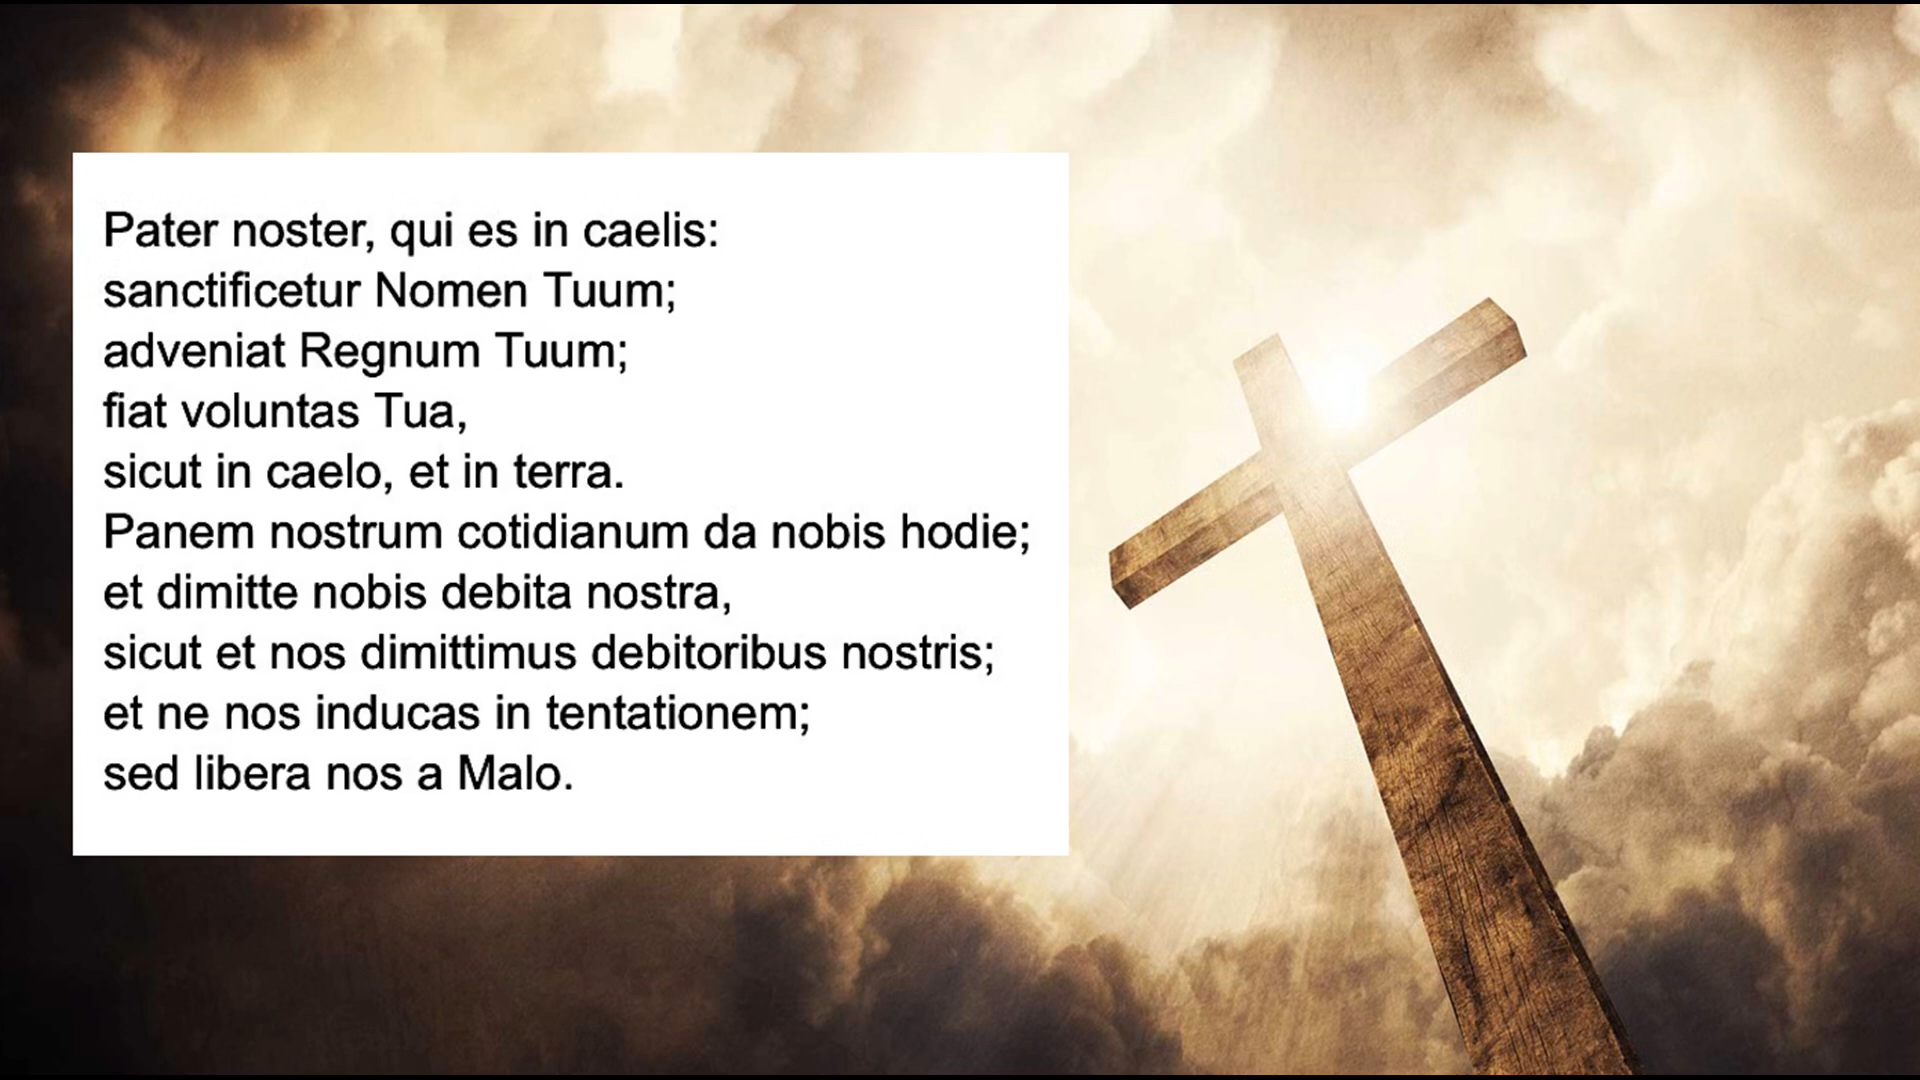 Pater noster, qui es in caelis:
sanctificetur Nomen Tuum;
adveniat Regnum Tuum;
fiat voluntas Tua,
sicut in caelo, et in terra.
Panem nostrum cotidianum da nobis hodie;
et dimitte nobis debita nostra,
sicut et nos dimittimus debitoribus nostris;
et ne nos inducas in tentationem;
sed libera nos a Malo.